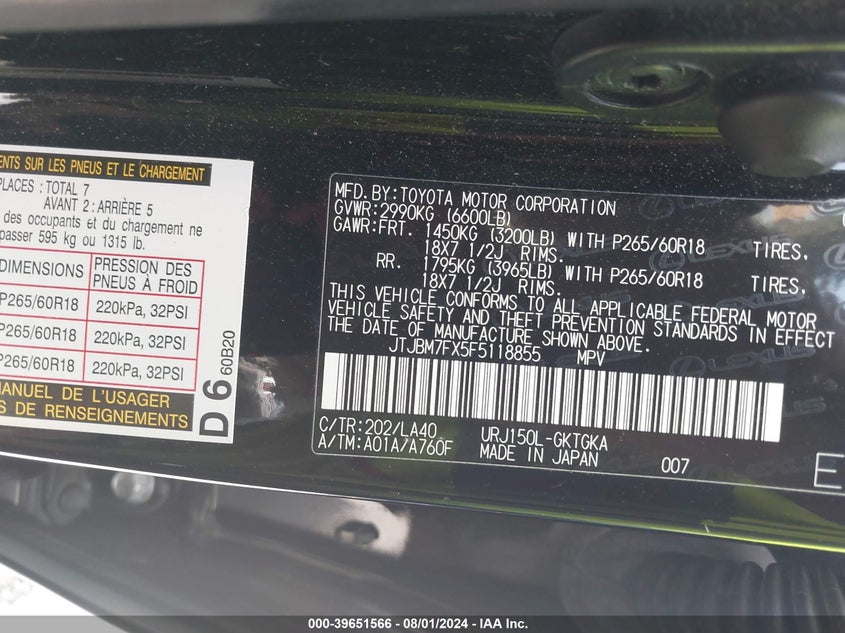 ENTS SUR LES PNEUS ET LE CHARGEMENT
PLACES : TOTAL 7
AVANT 2 : ARRIÈRE 5
des occupants et du chargement ne
passer 595 kg ou 1315 lb.
DIMENSIONS
PRESSION DES
PNEUS À FROID
P265/60R18 220kPa, 32PSI
P265/60R18 220kPa, 32PSI
P265/60R18 220kPa, 32PSI
MANUEL DE L'USAGER
S DE RENSEIGNEMENTS
D 6
60B20
MFD. BY: TOYOTA MOTOR CORPORATION
GVWR: 2990KG (6600LB)
GAWR: FRT. 1450KG (3200LB) WITH P265/60R18 TIRES,
18X7 1/2J RIMS.
RR. 1795KG (3965LB) WITH P265/60R18 TIRES,
18X7 1/2J RIMS.
THIS VEHICLE CONFORMS TO ALL APPLICABLE FEDERAL MOTOR
VEHICLE SAFETY AND THEFT PREVENTION STANDARDS IN EFFECT
THE DATE OF MANUFACTURE SHOWN ABOVE.
JTJBM7FX5F5118855 MPV
C/TR: 202/LA40 URJ150L-GKTGKA
A/TM: A01A/A760F MADE IN JAPAN 007
E
LEXUS
000-39651566 - 08/01/2024 - IAA Inc.